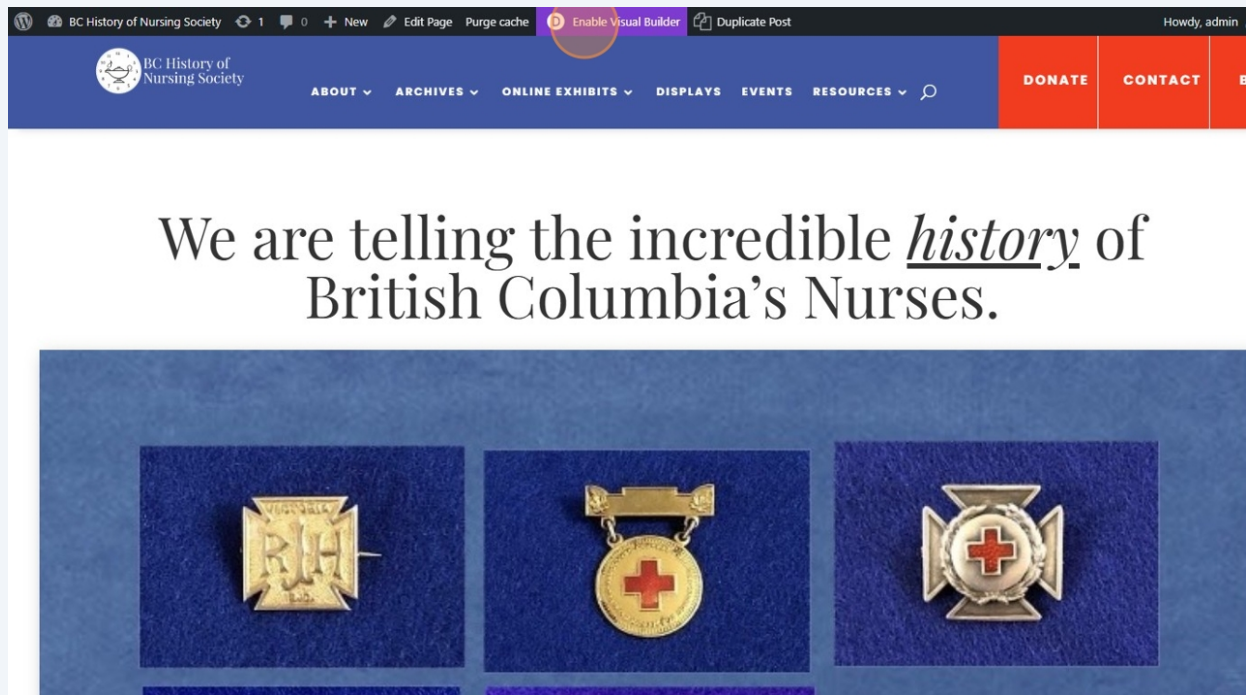 BC History of Nursing Society 1 0 New Edit Page Purge cache D Enable Visual Builder Duplicate Post Howdy, admin
BC History of
Nursing Society
ABOUT ARCHIVES ONLINE EXHIBITS DISPLAYS EVENTS RESOURCES DONATE CONTACT
We are telling the incredible history of
British Columbia’s Nurses.
VICTORIA
RJH
B.C.